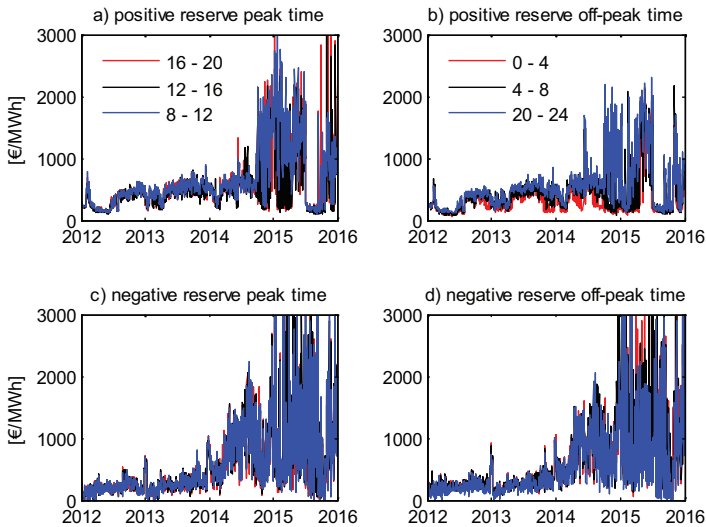 a) positive reserve peak time
b) positive reserve off-peak time
[€/MWh]
3000
2000
1000
0
16 - 20
12 - 16
8 - 12
2012 2013 2014 2015 2016
3000
2000
1000
0
0 - 4
4 - 8
20 - 24
2012 2013 2014 2015 2016
c) negative reserve peak time
d) negative reserve off-peak time
[€/MWh]
3000
2000
1000
0
2012 2013 2014 2015 2016
3000
2000
1000
0
2012 2013 2014 2015 2016